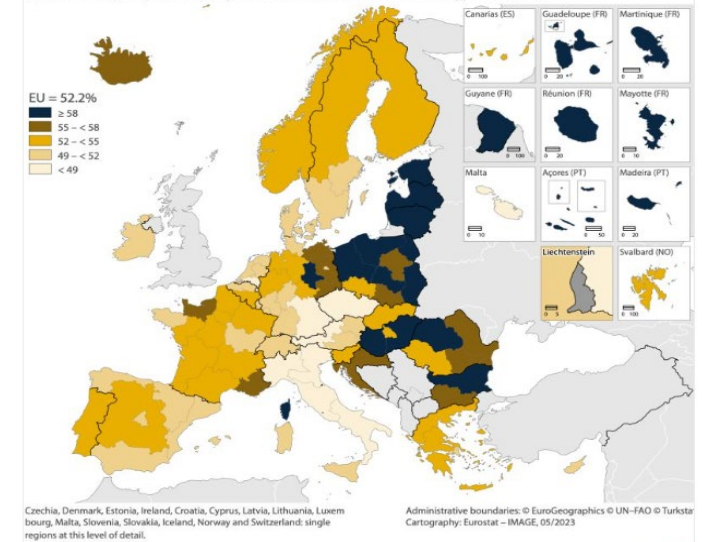 Canarias (ES)
Guadeloupe (FR)
Martinique (FR)
0 100
0 20
0 20
EU = 52.2%
≥ 58
55 – < 58
52 – < 55
49 – < 52
< 49
Guyane (FR)
Réunion (FR)
Mayotte (FR)
0 100
0 20
0 10
Malta
Açores (PT)
Madeira (PT)
0 10
0 50
0 20
Liechtenstein
Svalbard (NO)
0 5
0 100
Czechia, Denmark, Estonia, Ireland, Croatia, Cyprus, Latvia, Lithuania, Luxem
bourg, Malta, Slovenia, Slovakia, Iceland, Norway and Switzerland: single
regions at this level of detail.
Administrative boundaries: © EuroGeographics © UN–FAO © Turksta
Cartography: Eurostat – IMAGE, 05/2023